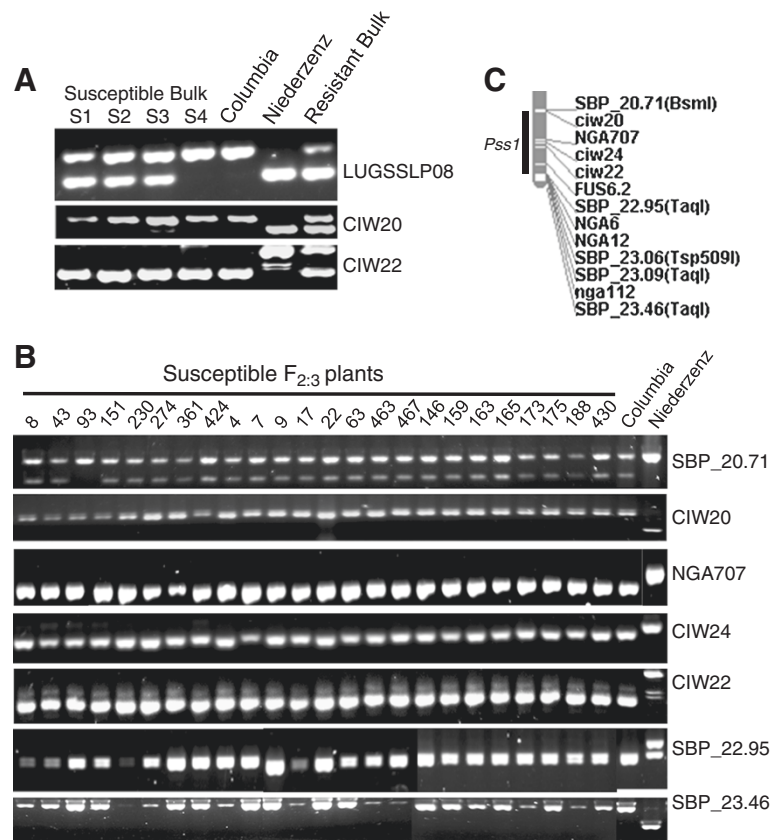 A
Susceptible Bulk
S1 S2 S3 S4 Columbia Niederzenz Resistant Bulk
LUGSSLP08
CIW20
CIW22
C
Pss1
SBP_20.71(BsmI)
ciw20
NGA707
ciw24
ciw22
FUS6.2
SBP_22.95(TaqI)
NGA6
NGA12
SBP_23.06(Tsp509I)
SBP_23.09(TaqI)
nga112
SBP_23.46(TaqI)
B
Susceptible F2:3 plants
8 43 93 151 230 274 361 424 4 7 9 17 22 63 463 467 146 159 163 165 173 175 188 430 Columbia Niederzenz
SBP_20.71
CIW20
NGA707
CIW24
CIW22
SBP_22.95
SBP_23.46